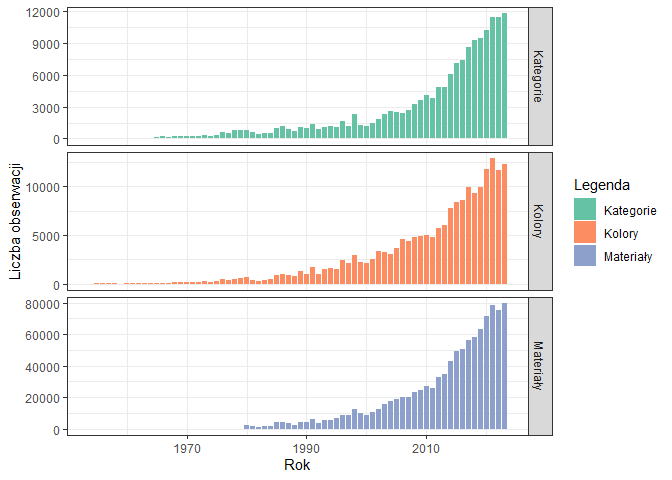 12000
9000
6000
3000
0
Kategorie
10000
5000
0
Kolory
80000
60000
40000
20000
0
Materiały
1970
1990
2010
Rok
Liczba obserwacji
Legenda
Kategorie
Kolory
Materiały